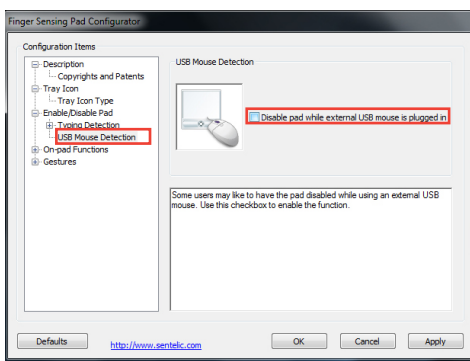 Finger Sensing Pad Configurator
Configuration Items
Description
Copyrights and Patents
Tray Icon
Tray Icon Type
Enable/Disable Pad
Typing Detection
USB Mouse Detection
On-pad Functions
Gestures
USB Mouse Detection
Disable pad while external USB mouse is plugged in
Some users may like to have the pad disabled while using an external USB
mouse. Use this checkbox to enable the function.
Defaults
http://www.sentelic.com
OK
Cancel
Apply